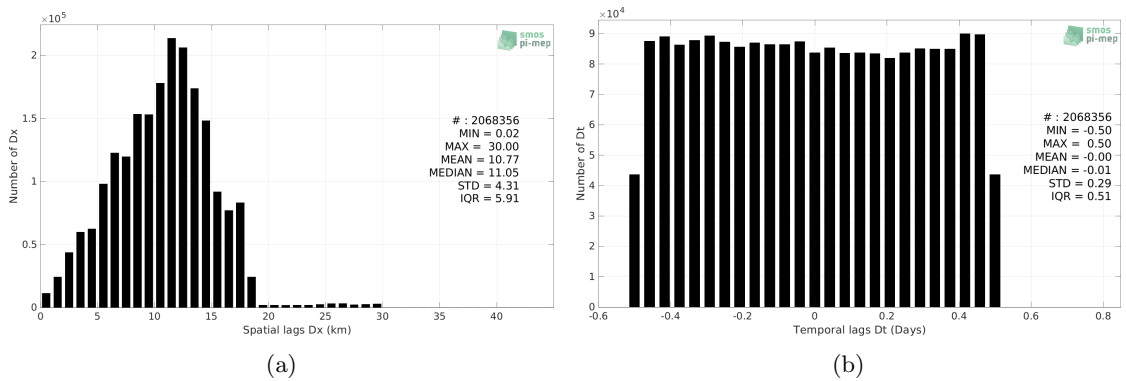 ×10⁵
2
1.5
1
0.5
0
0 5 10 15 20 25 30 35 40
Number of Dx
Spatial lags Dx (km)
smos
pi-mep
# : 2068356
MIN = 0.02
MAX = 30.00
MEAN = 10.77
MEDIAN = 11.05
STD = 4.31
IQR = 5.91
(a)
×10⁴
9
8
7
6
5
4
3
2
1
0
-0.6 -0.4 -0.2 0 0.2 0.4 0.6 0.8
Number of Dt
Temporal lags Dt (Days)
smos
pi-mep
# : 2068356
MIN = -0.50
MAX = 0.50
MEAN = -0.00
MEDIAN = -0.01
STD = 0.29
IQR = 0.51
(b)